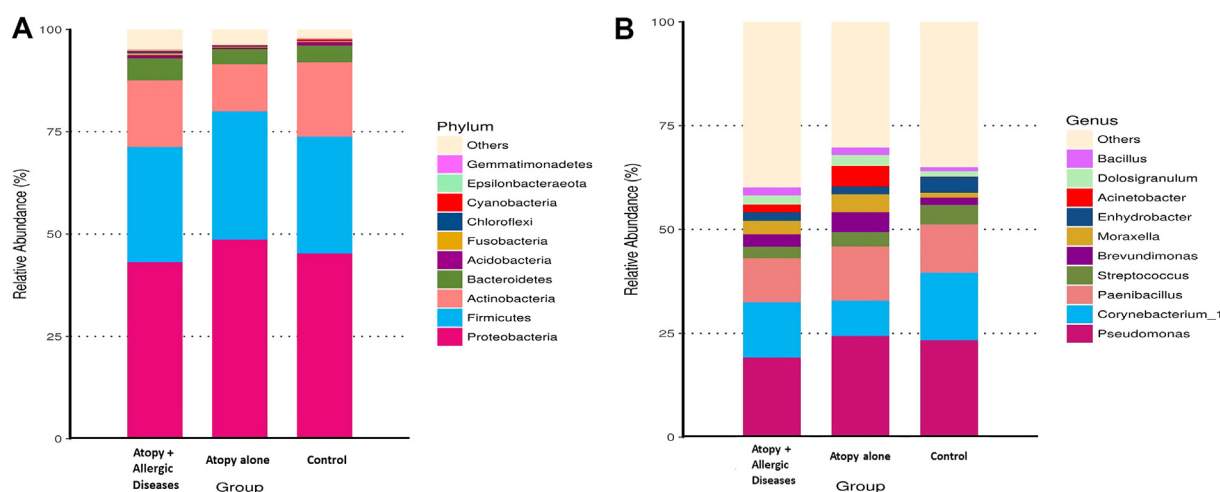 A
Relative Abundance (%)
100
75
50
25
0
Atopy +
Allergic
Diseases
Atopy alone
Control
Group
Phylum
Others
Gemmatimonadetes
Epsilonbacteraeota
Cyanobacteria
Chloroflexi
Fusobacteria
Acidobacteria
Bacteroidetes
Actinobacteria
Firmicutes
Proteobacteria
B
Relative Abundance (%)
100
75
50
25
0
Atopy +
Allergic
Diseases
Atopy alone
Control
Group
Genus
Others
Bacillus
Dolosigranulum
Acinetobacter
Enhydrobacter
Moraxella
Brevundimonas
Streptococcus
Paenibacillus
Corynebacterium_1
Pseudomonas